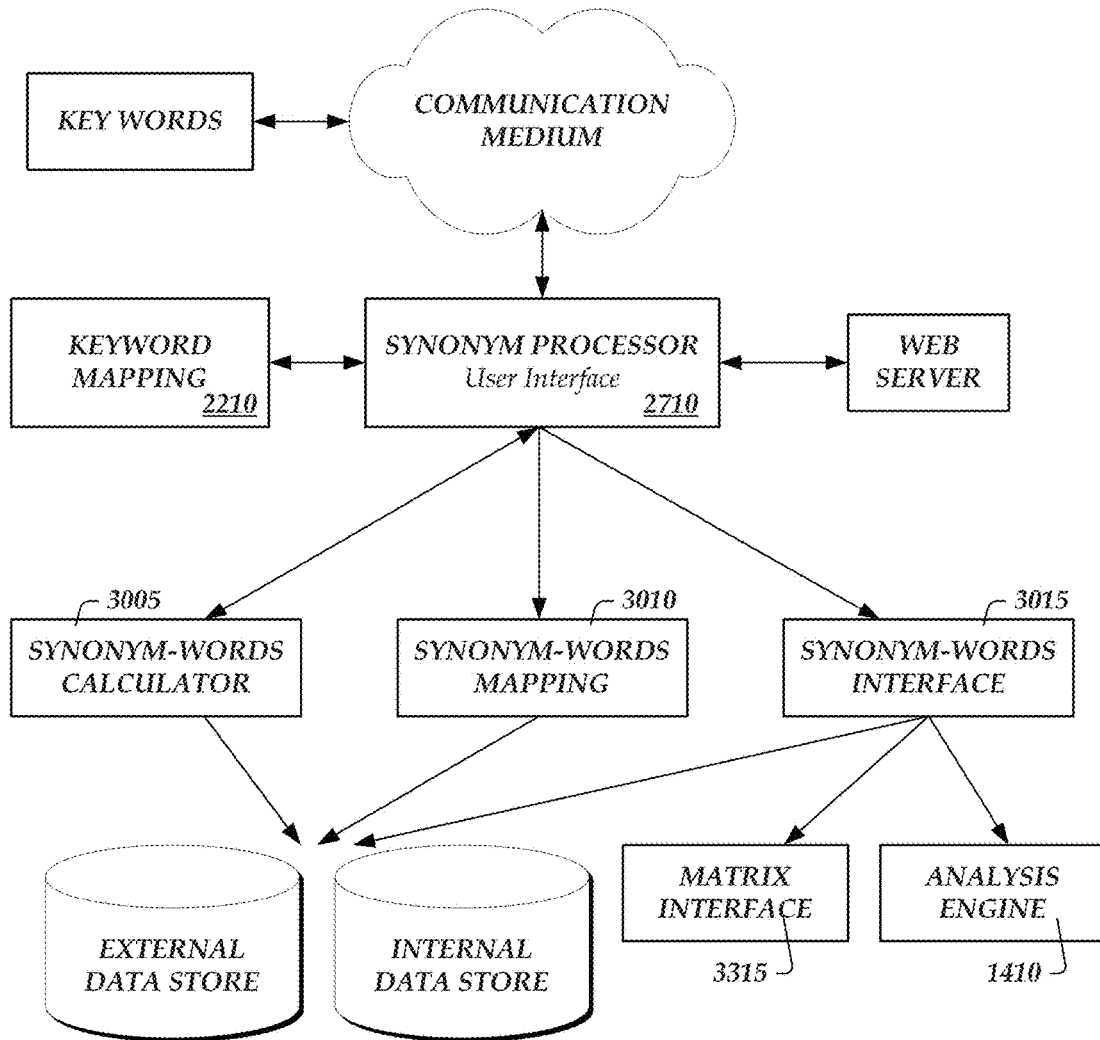 KEY WORDS
COMMUNICATION
MEDIUM
KEYWORD
MAPPING
2210
SYNONYM PROCESSOR
User Interface
2710
WEB
SERVER
3005
SYNONYM-WORDS
CALCULATOR
3010
SYNONYM-WORDS
MAPPING
3015
SYNONYM-WORDS
INTERFACE
EXTERNAL
DATA STORE
INTERNAL
DATA STORE
MATRIX
INTERFACE
3315
ANALYSIS
ENGINE
1410